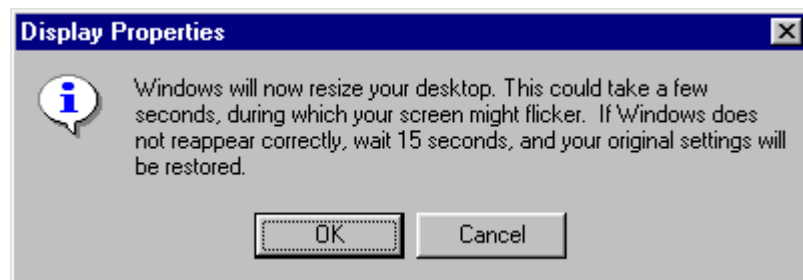 Display Properties
Windows will now resize your desktop. This could take a few
seconds, during which your screen might flicker.  If Windows does
not reappear correctly, wait 15 seconds, and your original settings will
be restored.
OK
Cancel